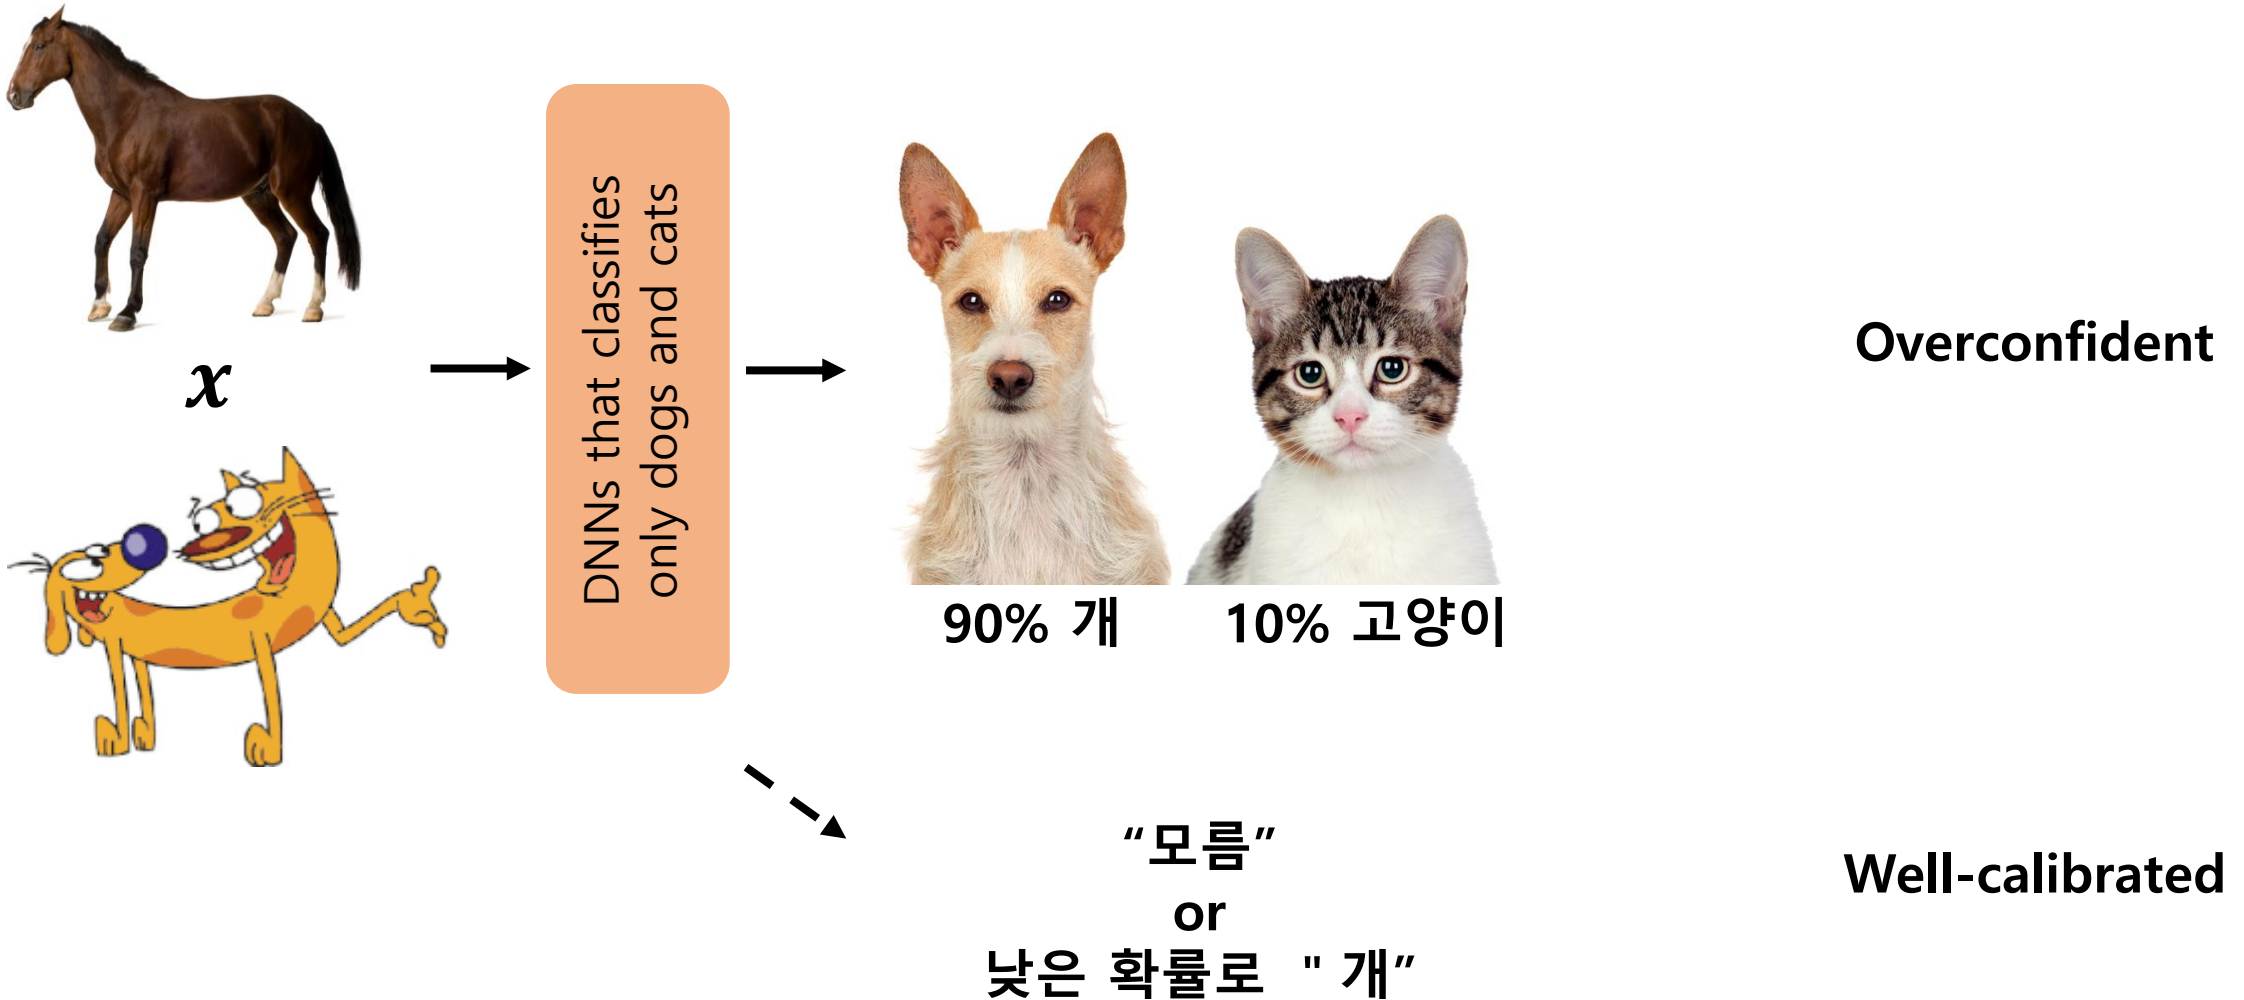 x
DNNs that classifies
only dogs and cats
90% 개
10% 고양이
Overconfident
“모름”
or
낮은 확률로 "개”
Well-calibrated